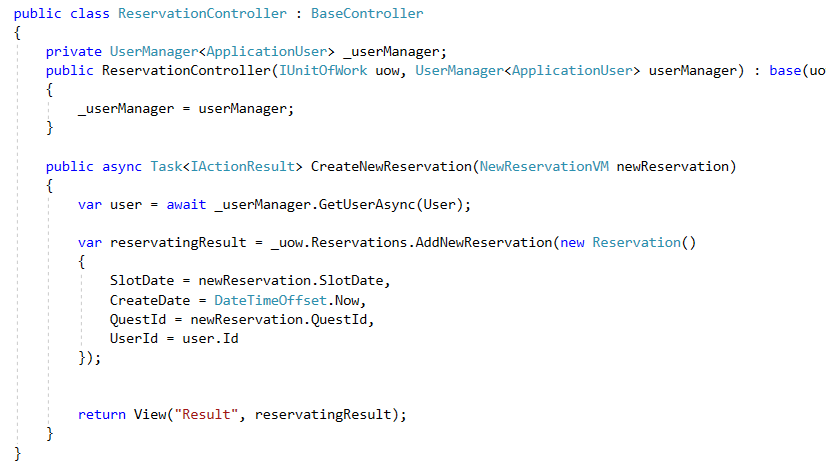 public class ReservationController : BaseController
{
    private UserManager<ApplicationUser> _userManager;
    public ReservationController(IUnitOfWork uow, UserManager<ApplicationUser> userManager) : base(uo
    {
        _userManager = userManager;
    }

    public async Task<IActionResult> CreateNewReservation(NewReservationVM newReservation)
    {
        var user = await _userManager.GetUserAsync(User);

        var reservatingResult = _uow.Reservations.AddNewReservation(new Reservation()
        {
            SlotDate = newReservation.SlotDate,
            CreateDate = DateTimeOffset.Now,
            QuestId = newReservation.QuestId,
            UserId = user.Id
        });


        return View("Result", reservatingResult);
    }
}